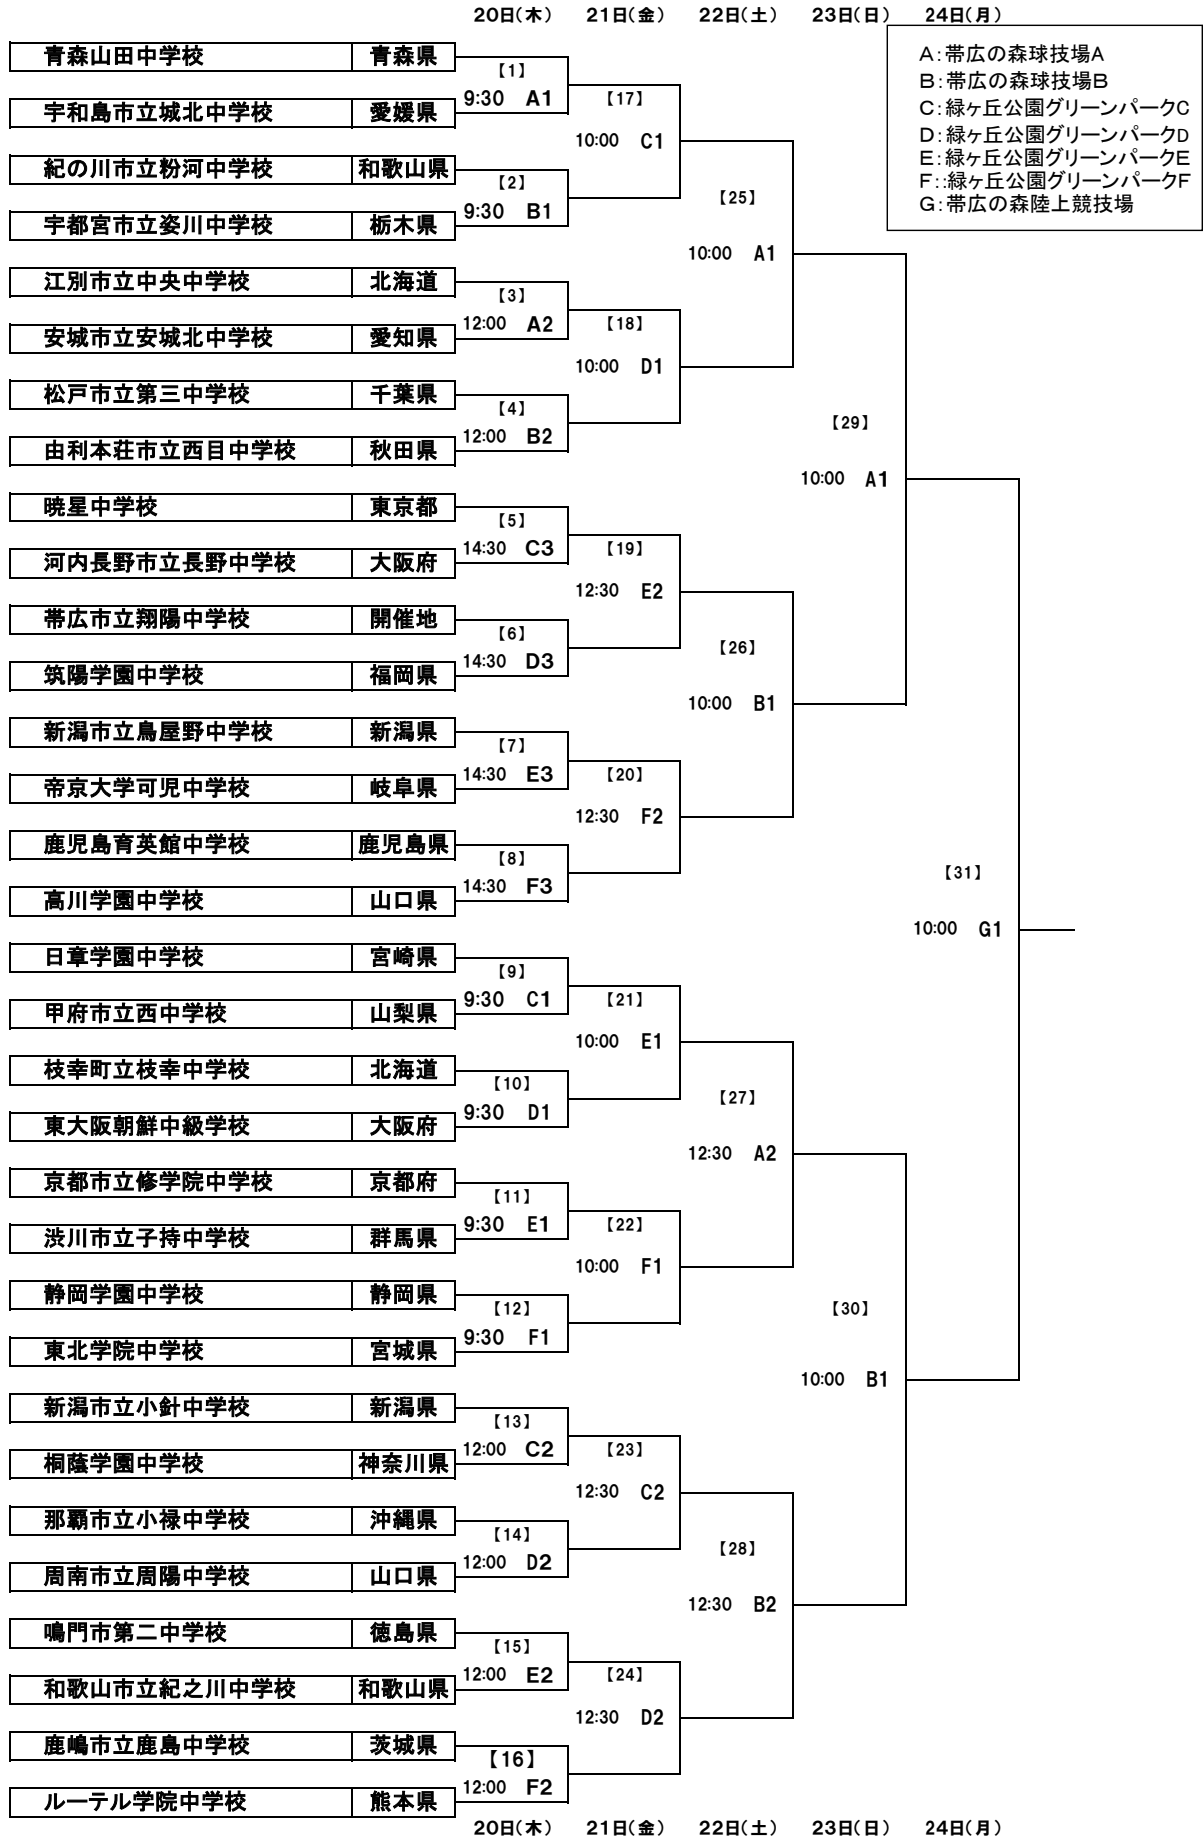 20日(木) 21日(金) 22日(土) 23日(日) 24日(月)
A:帯広の森球技場A
B:帯広の森球技場B
C:緑ヶ丘公園グリーンパークC
D:緑ヶ丘公園グリーンパークD
E:緑ヶ丘公園グリーンパークE
F::緑ヶ丘公園グリーンパークF
G:帯広の森陸上競技場
青森山田中学校 青森県
【1】
9:30 A1
宇和島市立城北中学校 愛媛県
【17】
10:00 C1
紀の川市立粉河中学校 和歌山県
【2】
9:30 B1
宇都宮市立姿川中学校 栃木県
【25】
10:00 A1
江別市立中央中学校 北海道
【3】
12:00 A2
安城市立安城北中学校 愛知県
【18】
10:00 D1
松戸市立第三中学校 千葉県
【4】
12:00 B2
由利本荘市立西目中学校 秋田県
【29】
10:00 A1
暁星中学校 東京都
【5】
14:30 C3
河内長野市立長野中学校 大阪府
【19】
12:30 E2
帯広市立翔陽中学校 開催地
【6】
14:30 D3
筑陽学園中学校 福岡県
【26】
10:00 B1
新潟市立鳥屋野中学校 新潟県
【7】
14:30 E3
帝京大学可児中学校 岐阜県
【20】
12:30 F2
鹿児島育英館中学校 鹿児島県
【8】
14:30 F3
高川学園中学校 山口県
【31】
10:00 G1
日章学園中学校 宮崎県
【9】
9:30 C1
甲府市立西中学校 山梨県
【21】
10:00 E1
枝幸町立枝幸中学校 北海道
【10】
9:30 D1
東大阪朝鮮中級学校 大阪府
【27】
12:30 A2
京都市立修学院中学校 京都府
【11】
9:30 E1
渋川市立子持中学校 群馬県
【22】
10:00 F1
静岡学園中学校 静岡県
【12】
9:30 F1
東北学院中学校 宮城県
【30】
10:00 B1
新潟市立小針中学校 新潟県
【13】
12:00 C2
桐蔭学園中学校 神奈川県
【23】
12:30 C2
那覇市立小禄中学校 沖縄県
【14】
12:00 D2
周南市立周陽中学校 山口県
【28】
12:30 B2
鳴門市第二中学校 徳島県
【15】
12:00 E2
和歌山市立紀之川中学校 和歌山県
【24】
12:30 D2
鹿嶋市立鹿島中学校 茨城県
【16】
12:00 F2
ルーテル学院中学校 熊本県
20日(木) 21日(金) 22日(土) 23日(日) 24日(月)